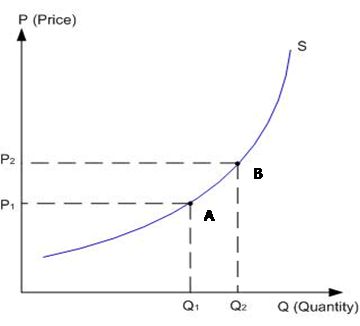 P (Price)
S
P₂
B
P₁
A
Q₁
Q₂
Q (Quantity)